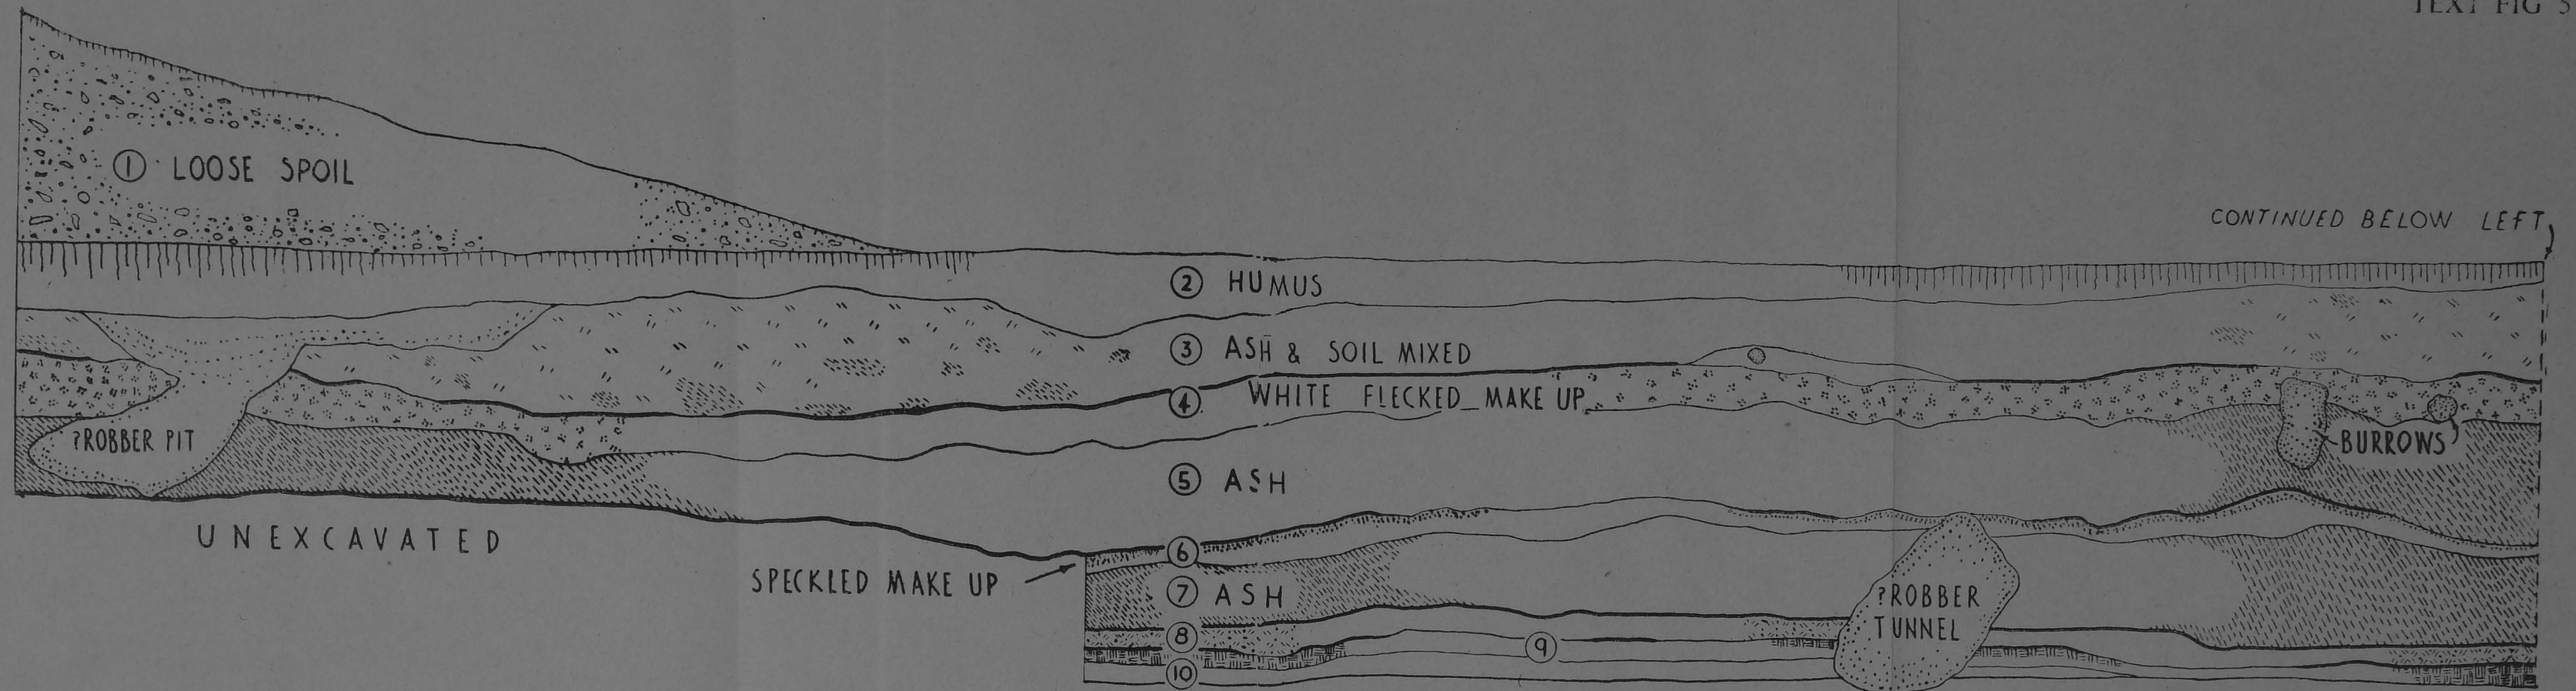 TEXT FIG 5
① LOOSE SPOIL
CONTINUED BELOW LEFT
② HUMUS
③ ASH & SOIL MIXED
④ WHITE FLECKED MAKE UP
?ROBBER PIT
BURROWS
⑤ ASH
UNEXCAVATED
⑥
SPECKLED MAKE UP
⑦ ASH
?ROBBER
TUNNEL
⑧
⑨
⑩